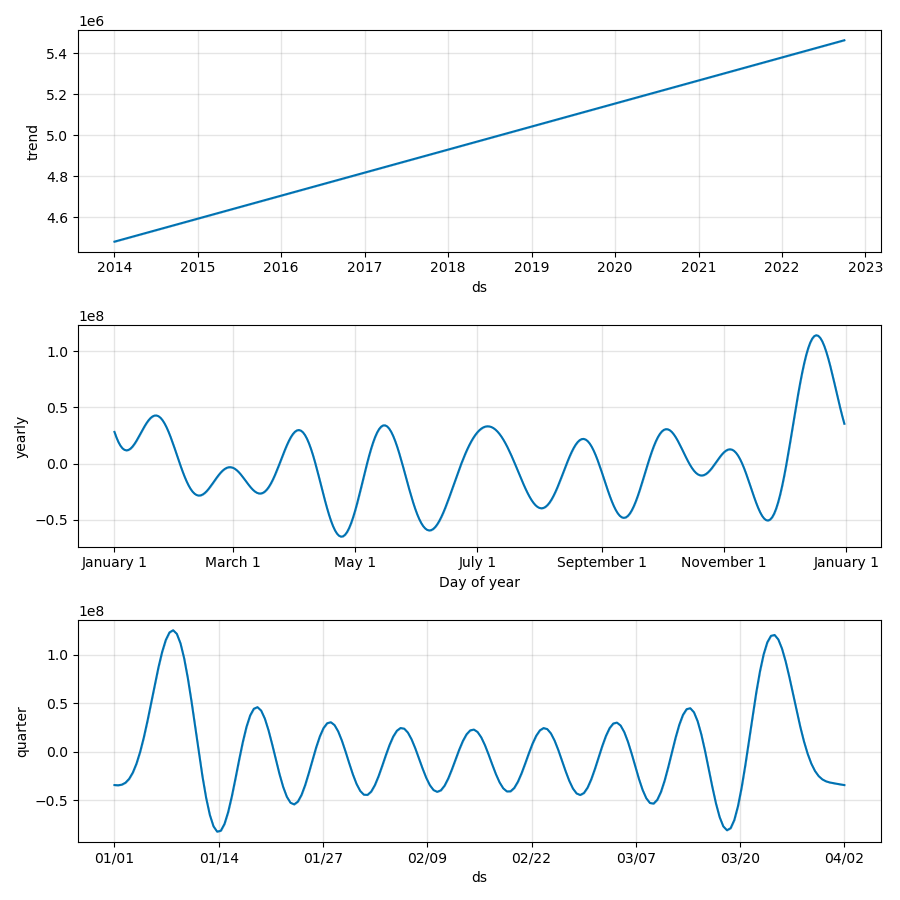 1e6
5.4
5.2
5.0
4.8
4.6
trend
2014 2015 2016 2017 2018 2019 2020 2021 2022 2023
ds
1e8
1.0
0.5
0.0
−0.5
yearly
January 1 March 1 May 1 July 1 September 1 November 1 January 1
Day of year
1e8
1.0
0.5
0.0
−0.5
quarter
01/01 01/14 01/27 02/09 02/22 03/07 03/20 04/02
ds